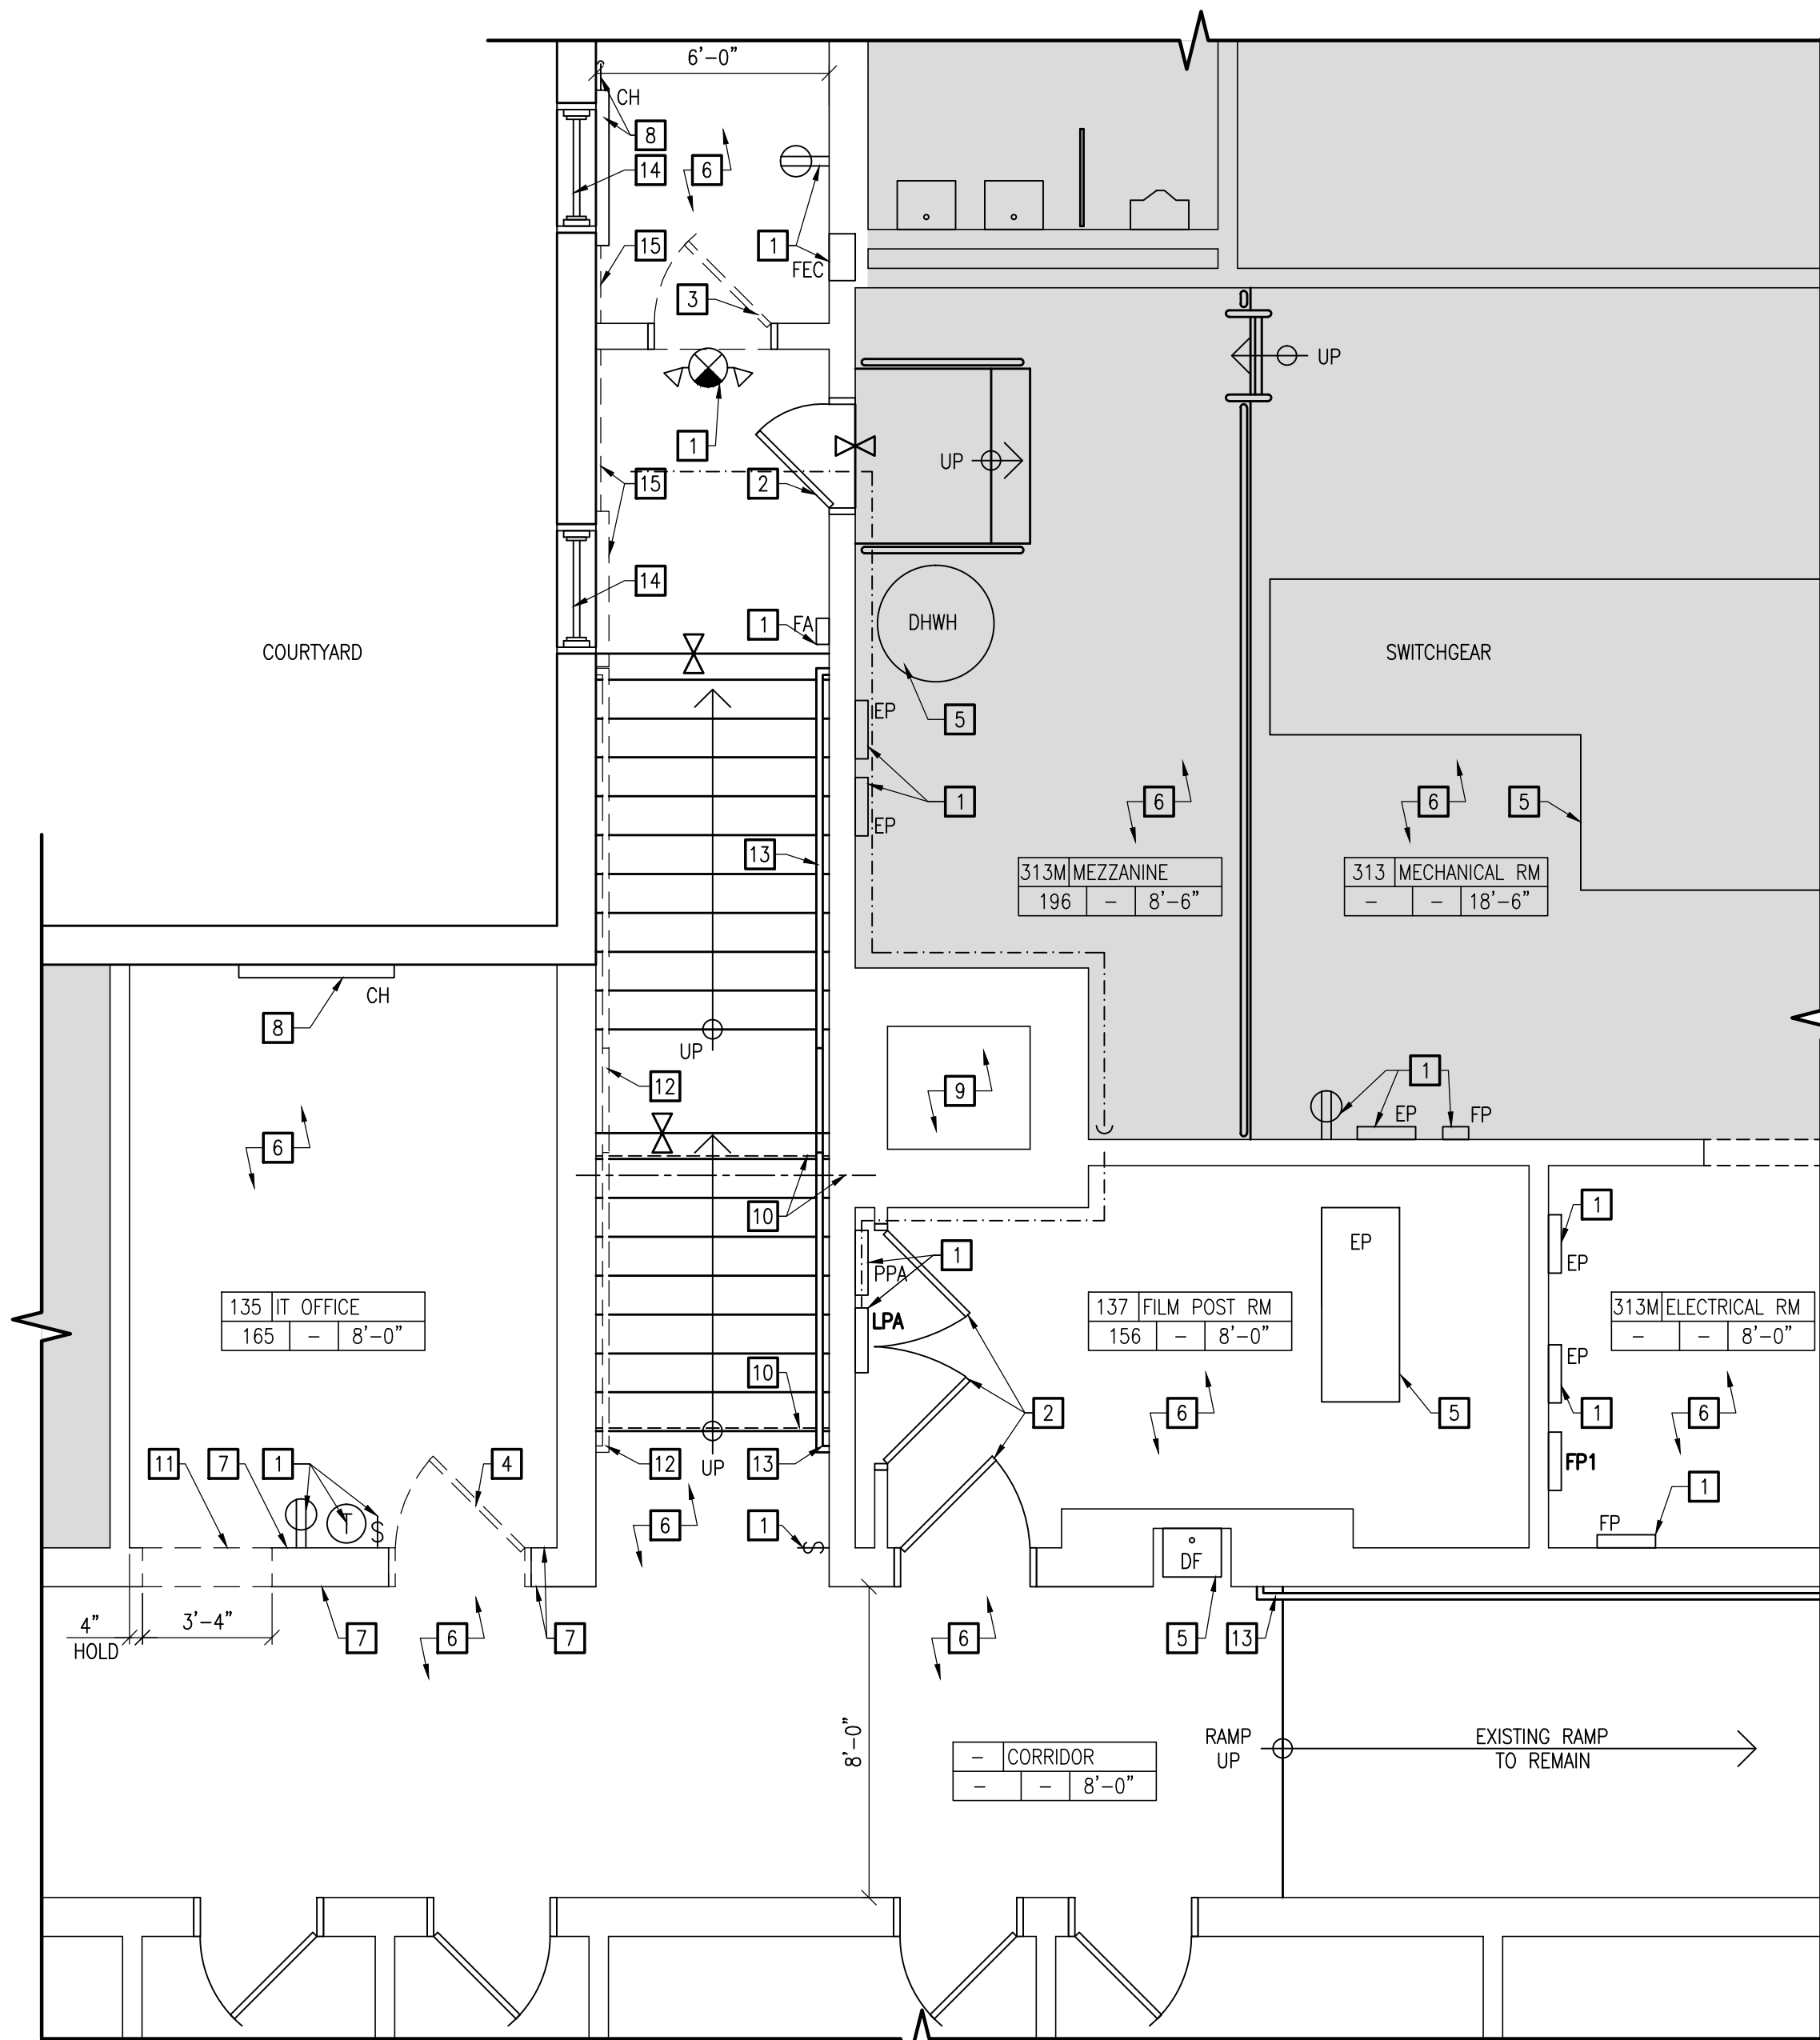 6'-0"
CH
8
14
6
15
1
FEC
3
UP
1
15
2
UP
14
1
FA
DHWH
COURTYARD
SWITCHGEAR
EP
5
1
EP
6
6
5
13
313M MEZZANINE
196 - 8'-6"
313 MECHANICAL RM
- - 18'-6"
CH
8
UP
12
9
1
EP
FP
6
10
1
EP
1
PPA
EP
LPA
135 IT OFFICE
165 - 8'-0"
137 FILM POST RM
156 - 8'-0"
313M ELECTRICAL RM
- - 8'-0"
EP
10
2
6
5
1
6
11
7
1
4
12
UP
13
FP1
1
T
S
6
1
S
FP
DF
4"
HOLD
3'-4"
7
6
7
6
5
13
8'-0"
RAMP
UP
EXISTING RAMP
TO REMAIN
- CORRIDOR
- - 8'-0"